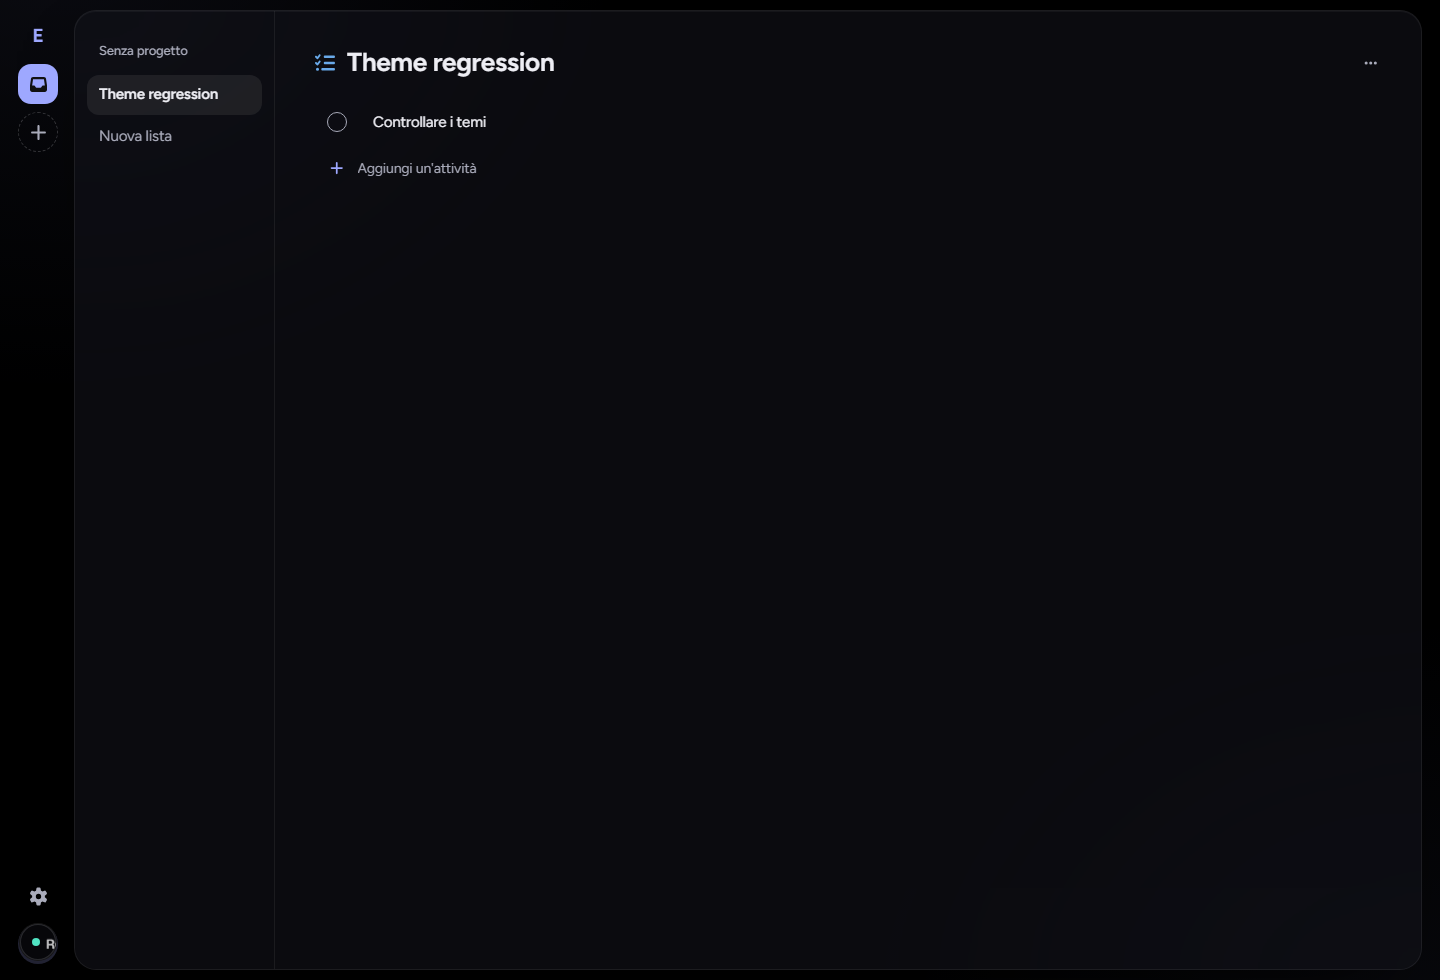 E
Senza progetto
Theme regression
Nuova lista
Theme regression
Controllare i temi
Aggiungi un'attività
R